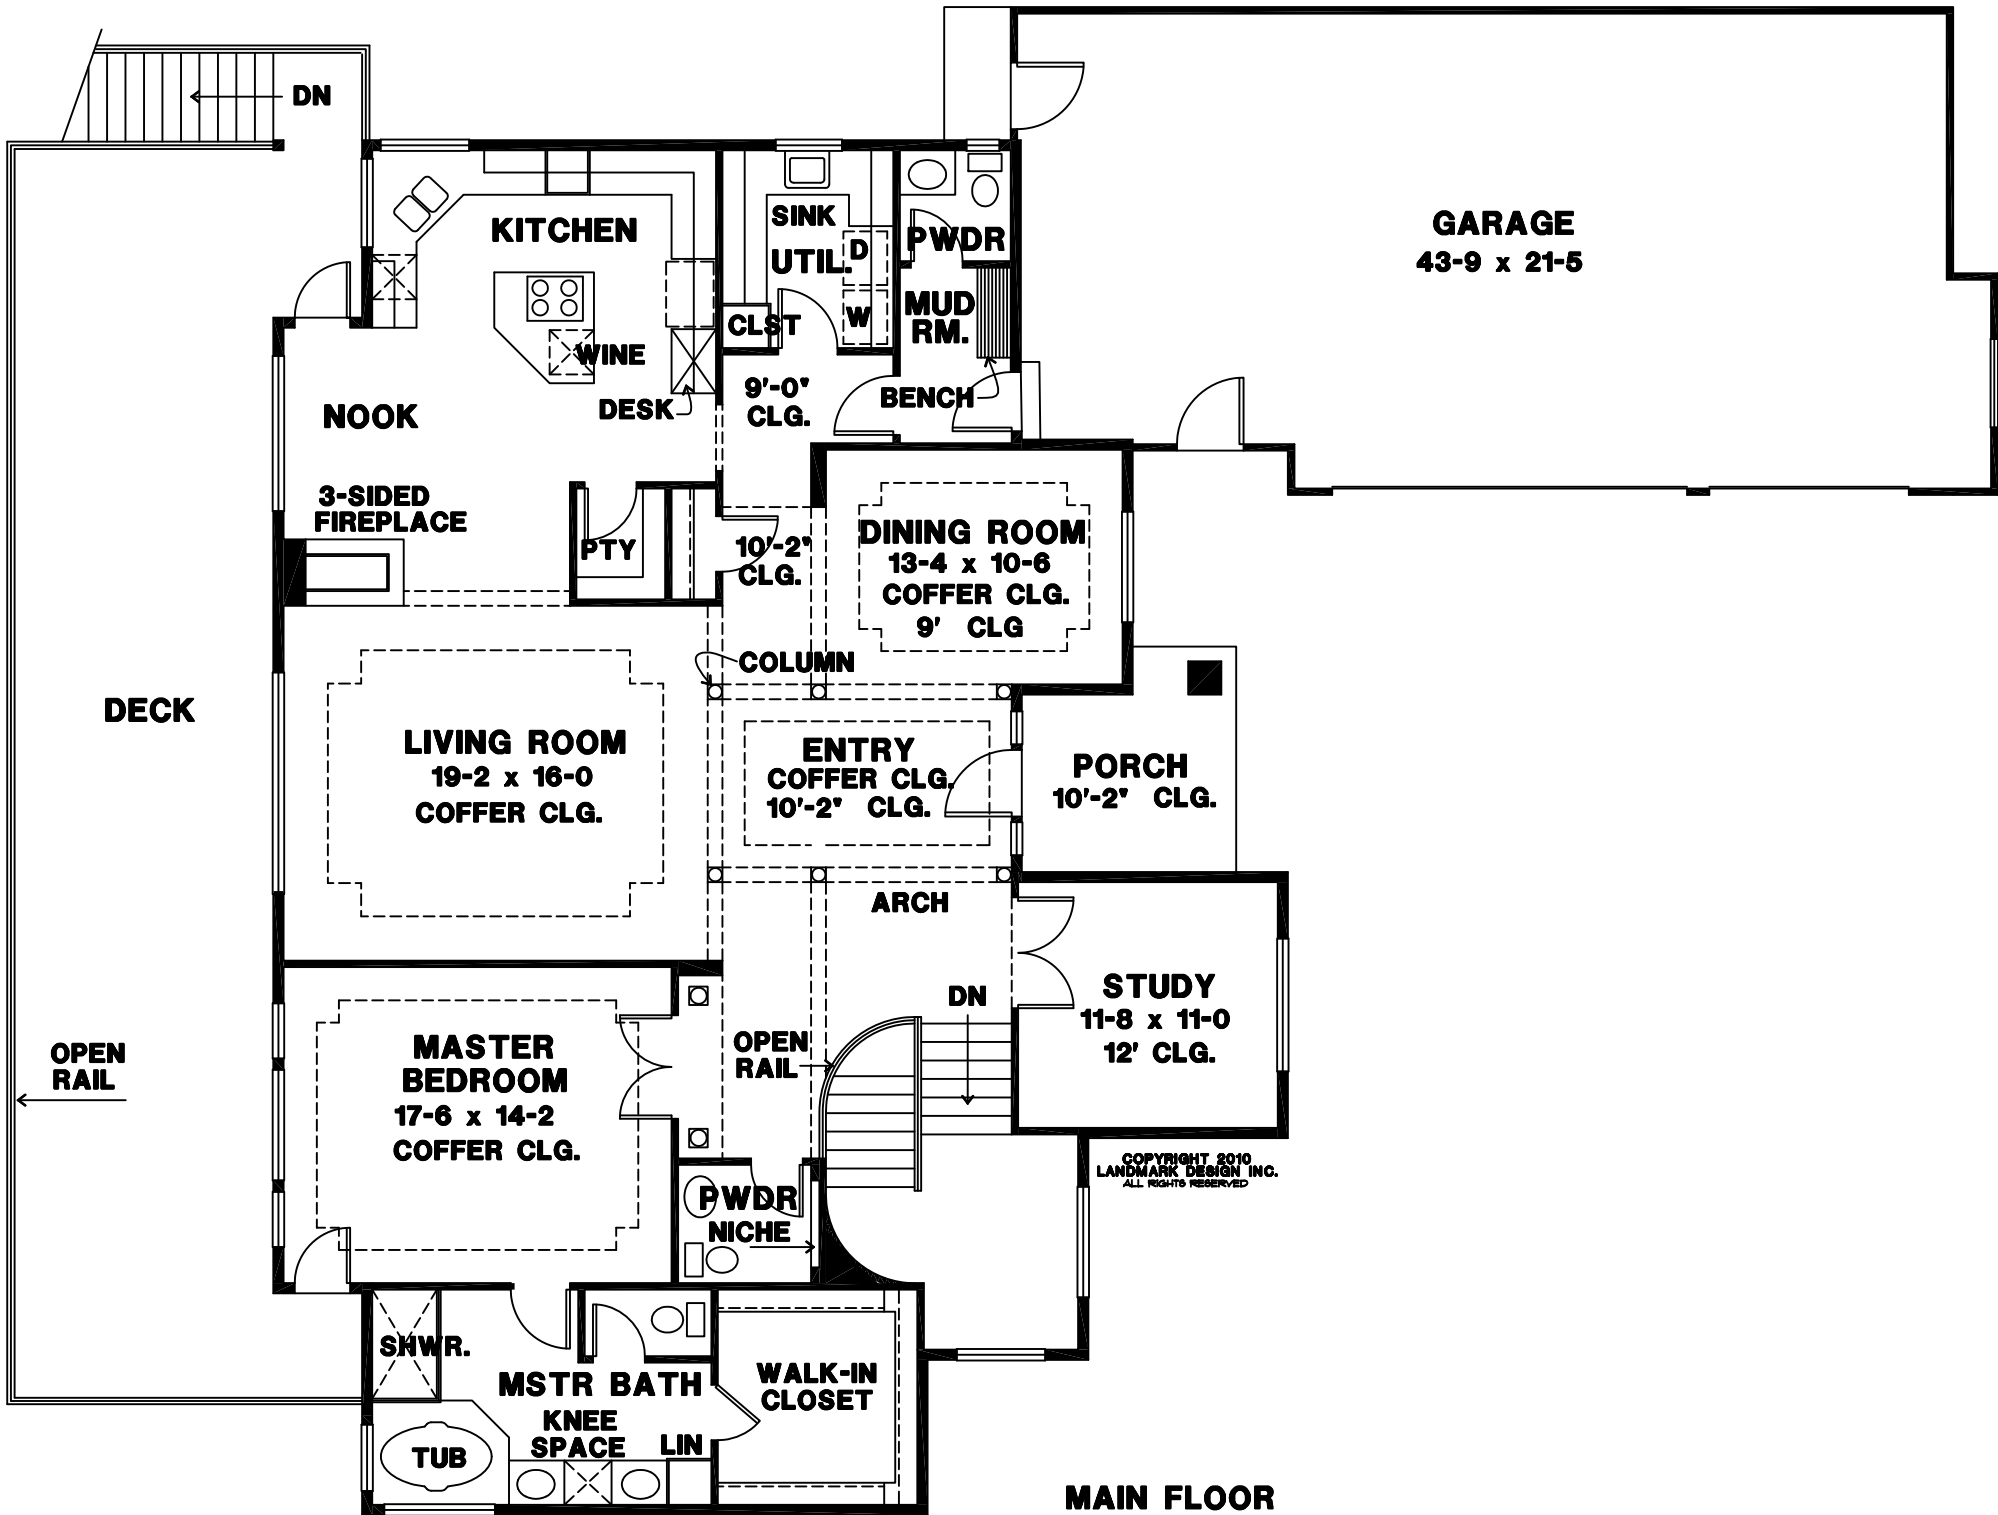 DN
KITCHEN
SINK
UTIL.
D
W
CLST
PWDR
MUD
RM.
BENCH
GARAGE
43-9 x 21-5
WINE
DESK
9'-0"
CLG.
NOOK
3-SIDED
FIREPLACE
PTY
10'-2"
CLG.
DINING ROOM
13-4 x 10-6
COFFER CLG.
9' CLG
COLUMN
DECK
LIVING ROOM
19-2 x 16-0
COFFER CLG.
ENTRY
COFFER CLG.
10'-2" CLG.
PORCH
10'-2" CLG.
ARCH
STUDY
11-8 x 11-0
12' CLG.
DN
OPEN
RAIL
OPEN
RAIL
MASTER
BEDROOM
17-6 x 14-2
COFFER CLG.
COPYRIGHT 2010
LANDMARK DESIGN INC.
ALL RIGHTS RESERVED
PWDR
NICHE
SHWR.
MSTR BATH
KNEE
SPACE
LIN
TUB
WALK-IN
CLOSET
MAIN FLOOR